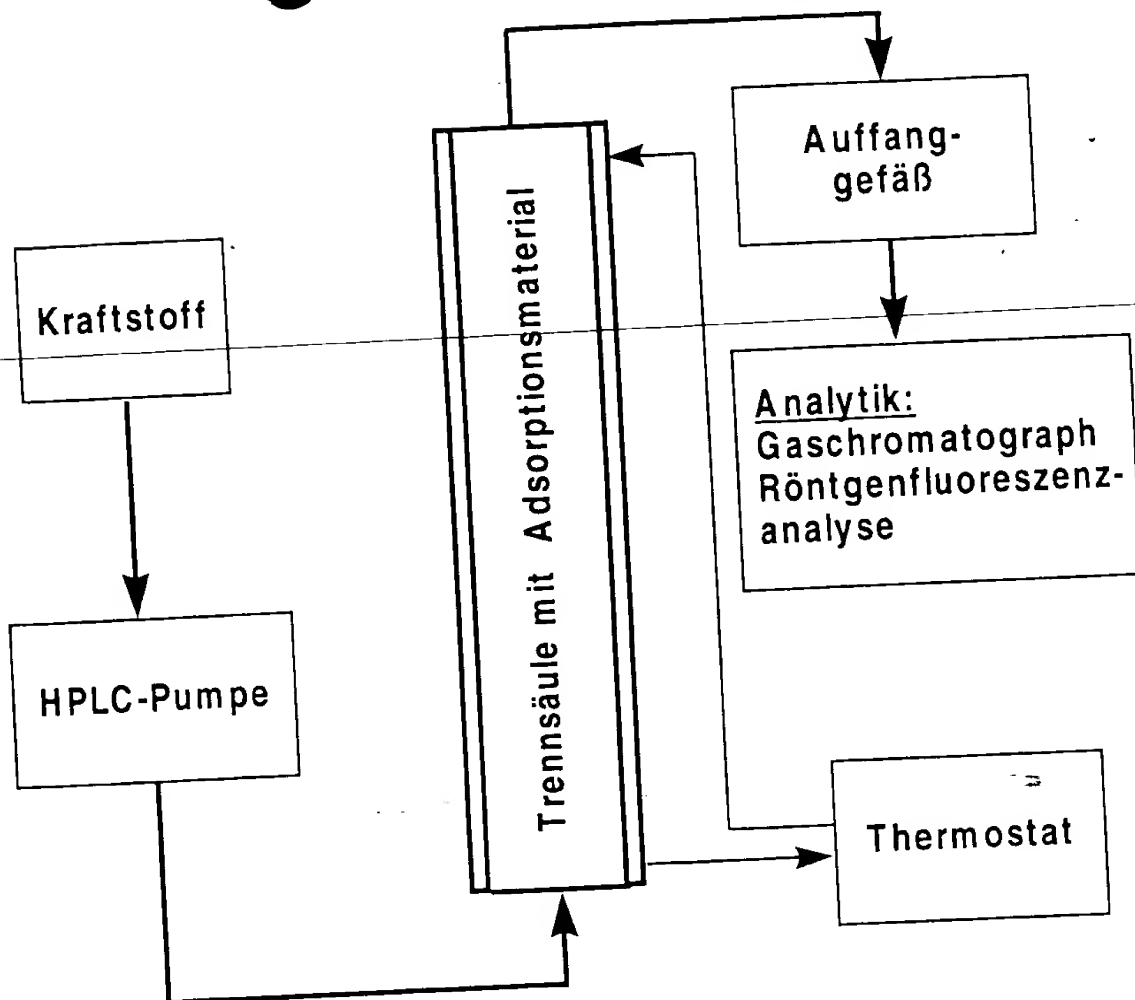 Auffang-
gefäß
Kraftstoff
Trennsäule mit Adsorptionsmaterial
Analytik:
Gaschromatograph
Röntgenfluoreszenz-
analyse
HPLC-Pumpe
Thermostat